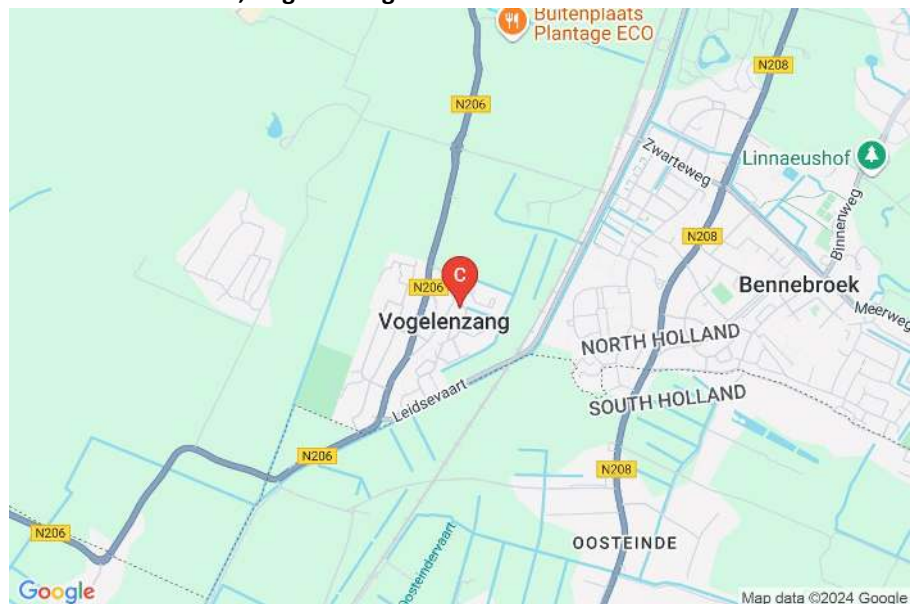 Buitenplaats
Plantage ECO
N208
N206
Zwarteweg
Linnaeushof
Binnenweg
N208
N206
C
Bennebroek
Vogelenzang
Meerweg
NORTH HOLLAND
Leidsevaart
SOUTH HOLLAND
N206
N208
N206
OOSTEINDE
Oosteindervaart
Google
Map data ©2024 Google